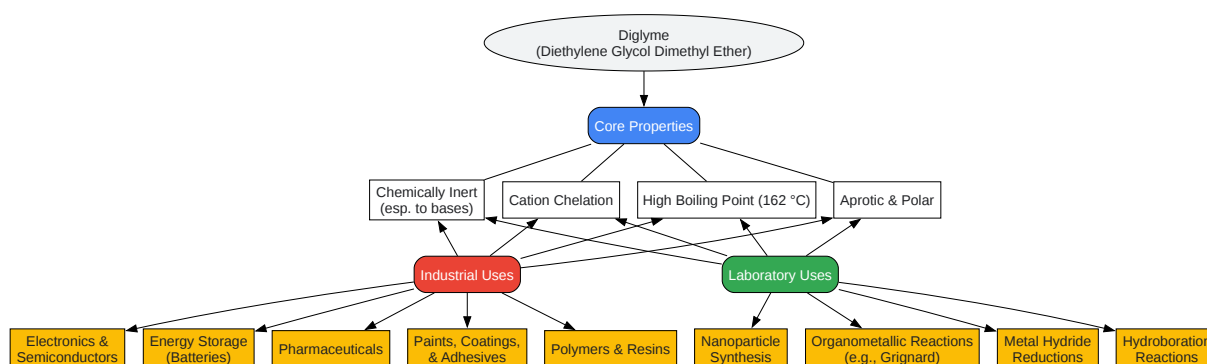 Diglyme
(Diethylene Glycol Dimethyl Ether)
Core Properties
Chemically Inert
(esp. to bases)
Cation Chelation
High Boiling Point (162 °C)
Aprotic & Polar
Industrial Uses
Laboratory Uses
Electronics &
Semiconductors
Energy Storage
(Batteries)
Pharmaceuticals
Paints, Coatings,
& Adhesives
Polymers & Resins
Nanoparticle
Synthesis
Organometallic Reactions
(e.g., Grignard)
Metal Hydride
Reductions
Hydroboration
Reactions